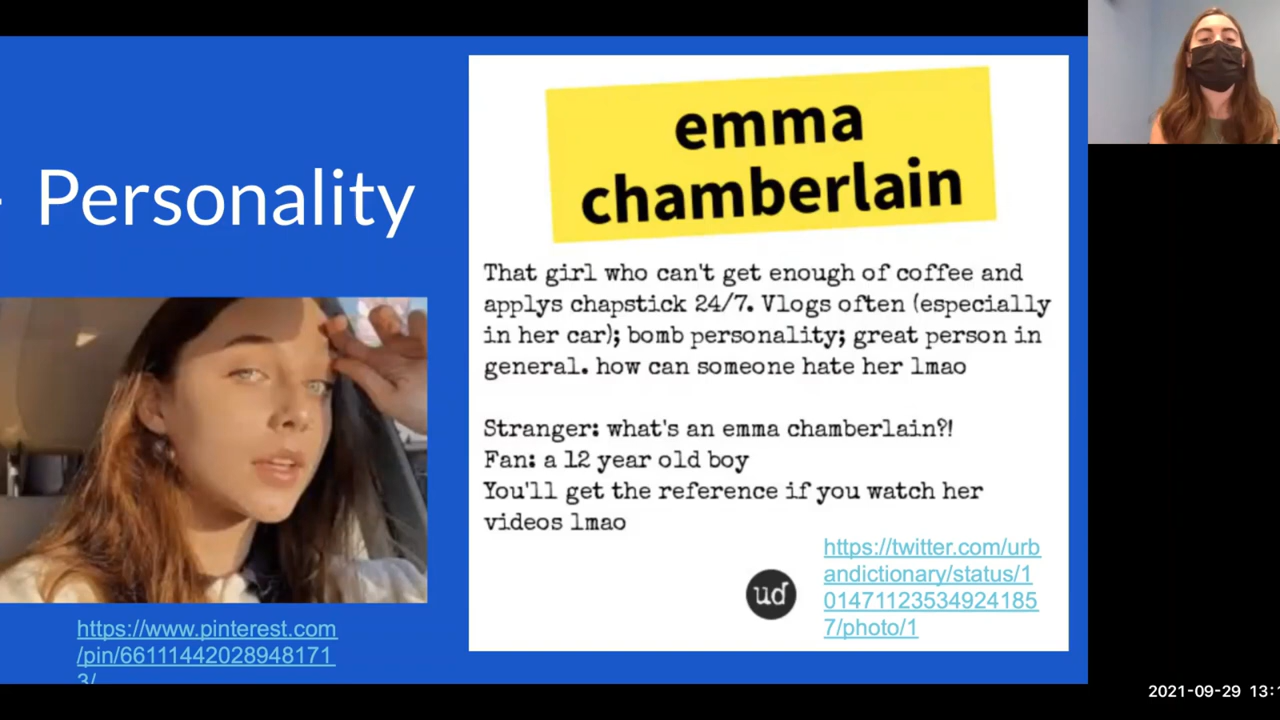 Personality
emma
chamberlain
That girl who can't get enough of coffee and
applys chapstick 24/7. Vlogs often (especially
in her car); bomb personality; great person in
general. how can someone hate her lmao
Stranger: what's an emma chamberlain?!
Fan: a 12 year old boy
You'll get the reference if you watch her
videos lmao
https://twitter.com/urb
andictionary/status/1
01471123534924185
7/photo/1
ud
https://www.pinterest.com
/pin/66111442028948171
3/
2021-09-29 13:1